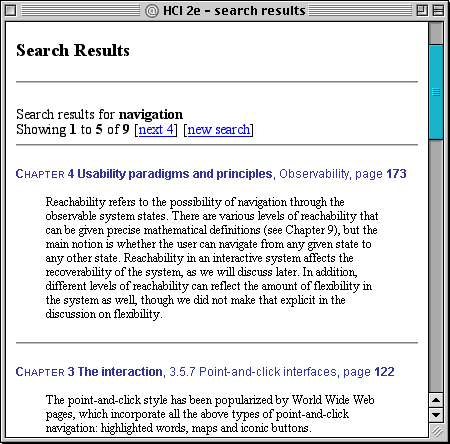 @ HCI 2e – search results
Search Results
Search results for navigation
Showing 1 to 5 of 9 [next 4] [new search]
CHAPTER 4 Usability paradigms and principles, Observability, page 173
Reachability refers to the possibility of navigation through the
observable system states. There are various levels of reachability that
can be given precise mathematical definitions (see Chapter 9), but the
main notion is whether the user can navigate from any given state to
any other state. Reachability in an interactive system affects the
recoverability of the system, as we will discuss later. In addition,
different levels of reachability can reflect the amount of flexibility in
the system as well, though we did not make that explicit in the
discussion on flexibility.
CHAPTER 3 The interaction, 3.5.7 Point-and-click interfaces, page 122
The point-and-click style has been popularized by World Wide Web
pages, which incorporate all the above types of point-and-click
navigation: highlighted words, maps and iconic buttons.